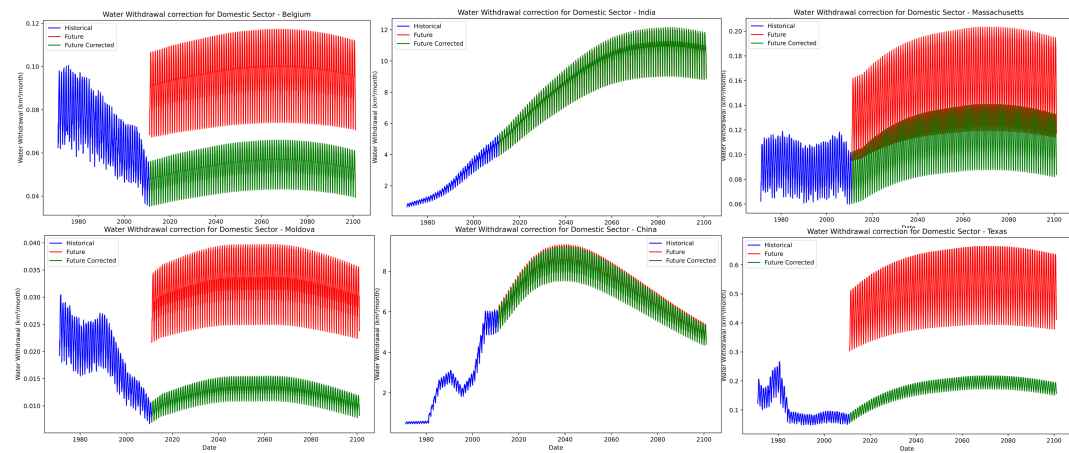 Water Withdrawal correction for Domestic Sector - Belgium
Historical
Future
Future Corrected
Water Withdrawal (km³/month)
0.12
0.10
0.08
0.06
0.04
1980 2000 2020 2040 2060 2080 2100
Water Withdrawal correction for Domestic Sector - India
Historical
Future
Future Corrected
Water Withdrawal (km³/month)
12
10
8
6
4
2
1980 2000 2020 2040 2060 2080 2100
Water Withdrawal correction for Domestic Sector - Massachusetts
Historical
Future
Future Corrected
Water Withdrawal (km³/month)
0.20
0.18
0.16
0.14
0.12
0.10
0.08
0.06
1980 2000 2020 2040 2060 2080 2100
Date
Water Withdrawal correction for Domestic Sector - Moldova
Historical
Future
Future Corrected
Water Withdrawal (km³/month)
0.040
0.035
0.030
0.025
0.020
0.015
0.010
1980 2000 2020 2040 2060 2080 2100
Date
Water Withdrawal correction for Domestic Sector - China
Historical
Future
Future Corrected
Water Withdrawal (km³/month)
8
6
4
2
1980 2000 2020 2040 2060 2080 2100
Date
Water Withdrawal correction for Domestic Sector - Texas
Historical
Future
Future Corrected
Water Withdrawal (km³/month)
0.6
0.5
0.4
0.3
0.2
0.1
1980 2000 2020 2040 2060 2080 2100
Date